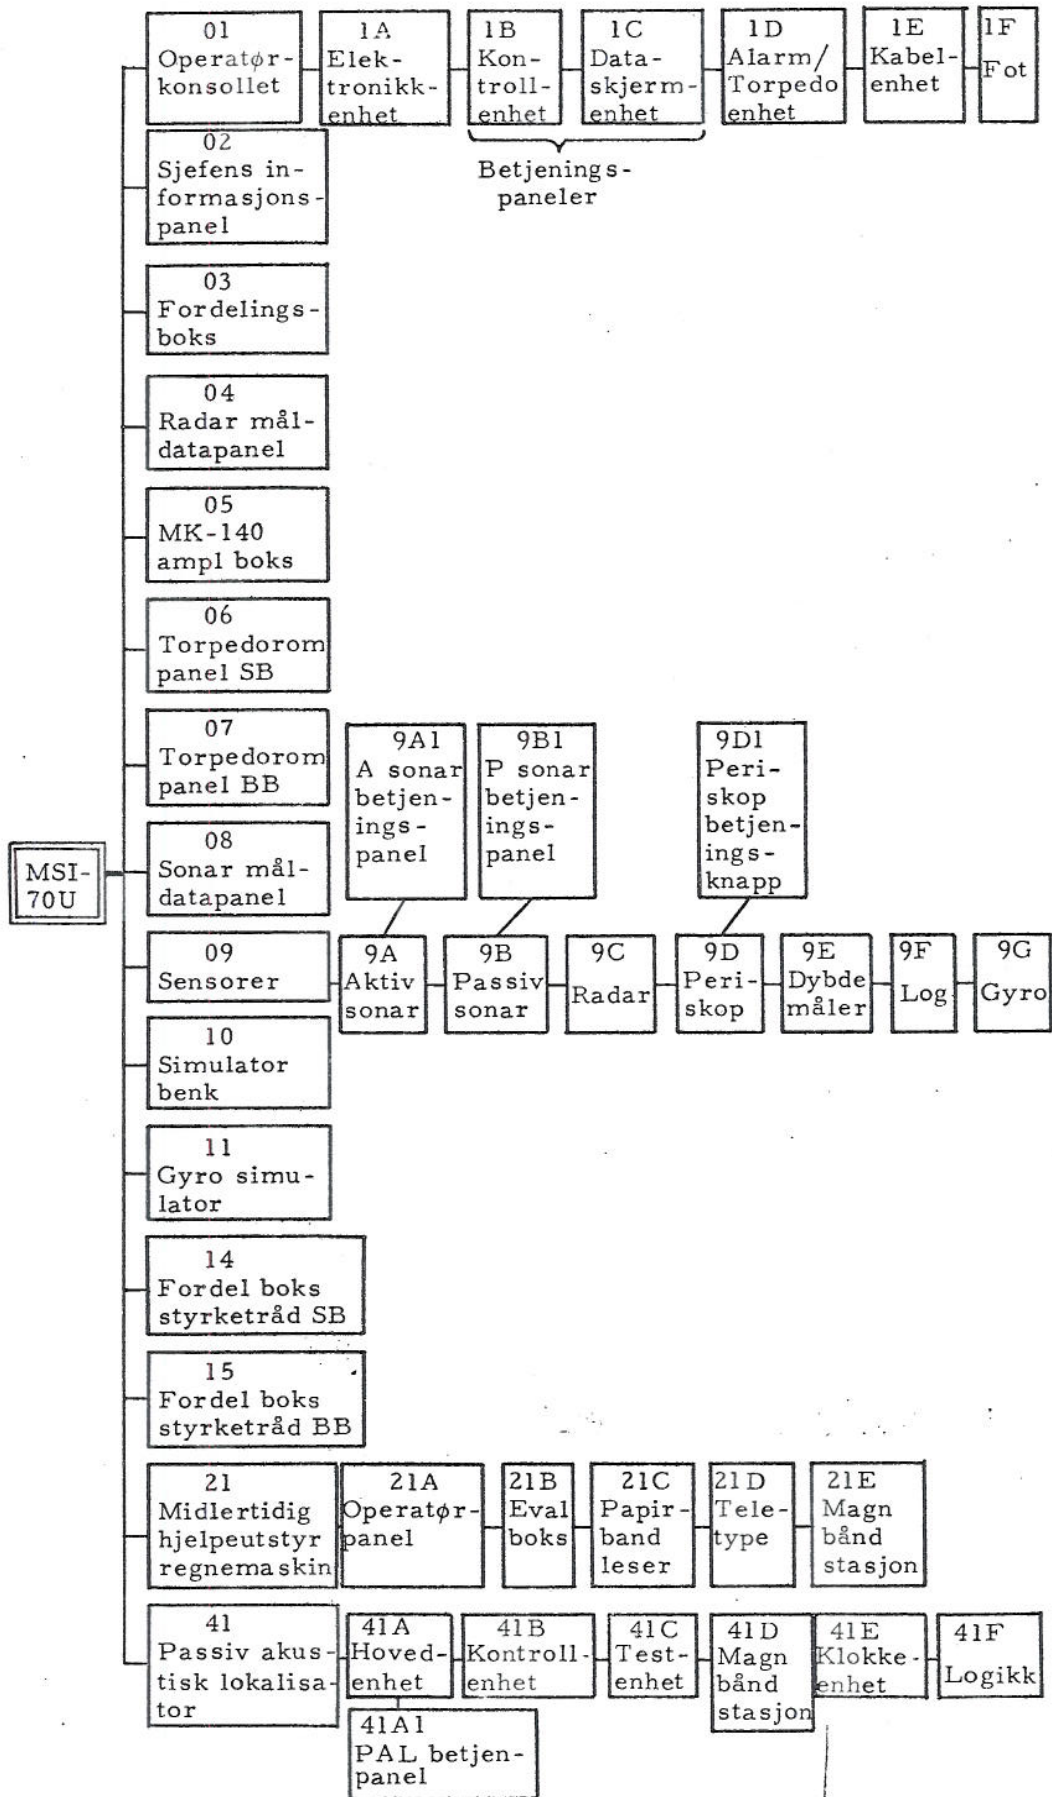 01
Operatør-
konsollet
1A
Elek-
tronikk-
enhet
1B
Kon-
troll-
enhet
1C
Data-
skjerm-
enhet
1D
Alarm/
Torpedo
enhet
1E
Kabel-
enhet
1F
Fot
Betjenings-
paneler
02
Sjefens in-
formasjons-
panel
03
Fordelings-
boks
04
Radar mål-
datapanel
05
MK-140
ampl boks
06
Torpedorom
panel SB
07
Torpedorom
panel BB
9A1
A sonar
betjen-
ings-
panel
9B1
P sonar
betjen-
ings-
panel
9D1
Peri-
skop
betjen-
ings-
knapp
MSI-
70U
08
Sonar mål-
datapanel
09
Sensorer
9A
Aktiv
sonar
9B
Passiv
sonar
9C
Radar
9D
Peri-
skop
9E
Dybde
måler
9F
Log
9G
Gyro
10
Simulator
benk
11
Gyro simu-
lator
14
Fordel boks
styrketråd SB
15
Fordel boks
styrketråd BB
21
Midlertidig
hjelpeutstyr
regnemaskin
21A
Operatør-
panel
21B
Eval
boks
21C
Papir-
band
leser
21D
Tele-
type
21E
Magn
bånd
stasjon
41
Passiv akus-
tisk lokalisa-
tor
41A
Hoved-
enhet
41B
Kontroll-
enhet
41C
Test-
enhet
41D
Magn
bånd
stasjon
41E
Klokke-
enhet
41F
Logikk
41A1
PAL betjen-
panel